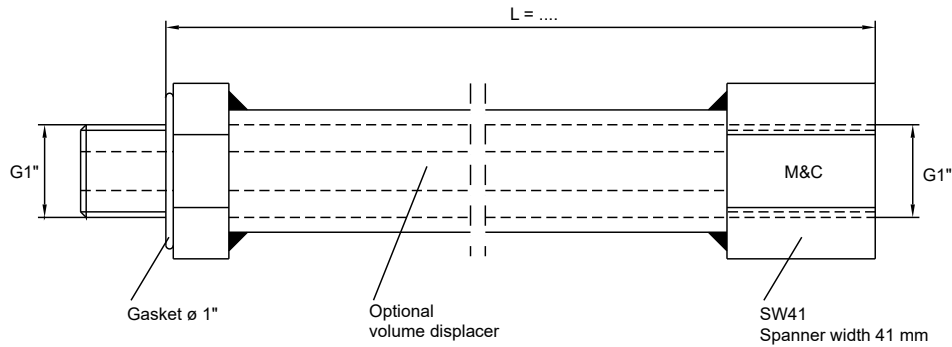 L = ....
G1"
M&C
G1"
Gasket ø 1"
Optional
volume displacer
SW41
Spanner width 41 mm